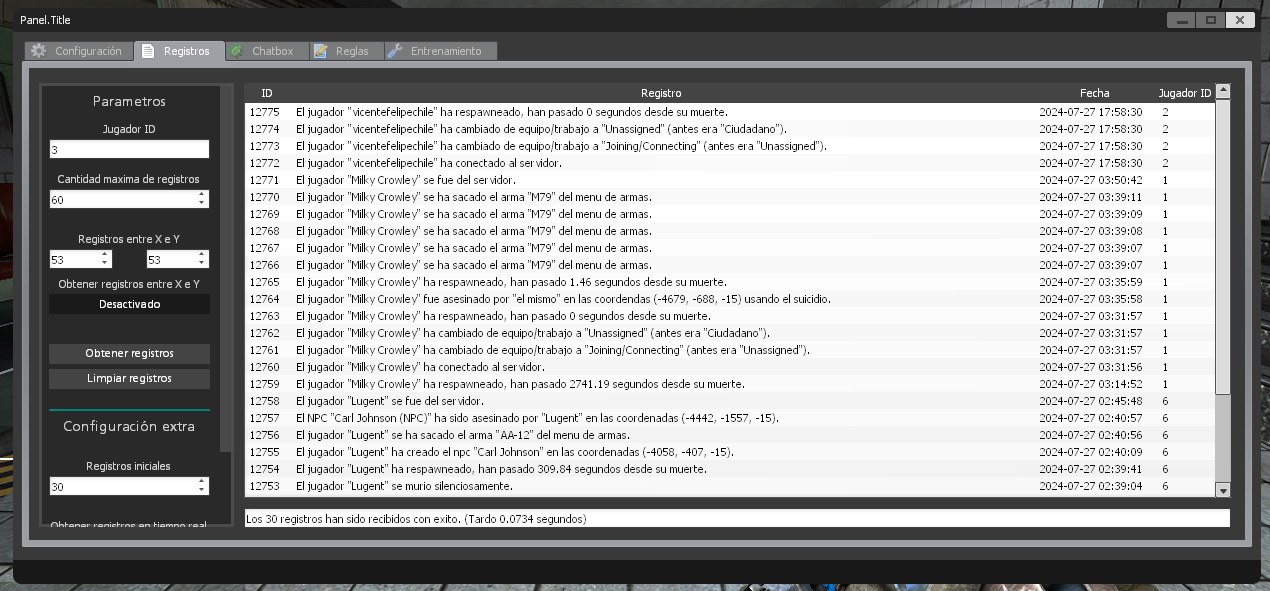 Panel.Title
Configuración Registros Chatbox Reglas Entrenamiento
Parametros
Jugador ID
3
Cantidad maxima de registros
60
Registros entre X e Y
53 53
Obtener registros entre X e Y
Desactivado
Obtener registros
Limpiar registros
Configuración extra
Registros iniciales
30
Obtener registros en tiempo real
ID Registro Fecha Jugador ID
12775 El jugador "vicentefelipechile" ha respawneado, han pasado 0 segundos desde su muerte. 2024-07-27 17:58:30 2
12774 El jugador "vicentefelipechile" ha cambiado de equipo/trabajo a "Unassigned" (antes era "Ciudadano"). 2024-07-27 17:58:30 2
12773 El jugador "vicentefelipechile" ha cambiado de equipo/trabajo a "Joining/Connecting" (antes era "Unassigned"). 2024-07-27 17:58:30 2
12772 El jugador "vicentefelipechile" ha conectado al servidor. 2024-07-27 17:58:30 2
12771 El jugador "Milky Crowley" se fue del servidor. 2024-07-27 03:50:42 1
12770 El jugador "Milky Crowley" se ha sacado el arma "M79" del menu de armas. 2024-07-27 03:39:11 1
12769 El jugador "Milky Crowley" se ha sacado el arma "M79" del menu de armas. 2024-07-27 03:39:09 1
12768 El jugador "Milky Crowley" se ha sacado el arma "M79" del menu de armas. 2024-07-27 03:39:08 1
12767 El jugador "Milky Crowley" se ha sacado el arma "M79" del menu de armas. 2024-07-27 03:39:07 1
12766 El jugador "Milky Crowley" se ha sacado el arma "M79" del menu de armas. 2024-07-27 03:39:07 1
12765 El jugador "Milky Crowley" ha respawneado, han pasado 1.46 segundos desde su muerte. 2024-07-27 03:35:59 1
12764 El jugador "Milky Crowley" fue asesinado por "el mismo" en las coordendas (-4679, -688, -15) usando el suicidio. 2024-07-27 03:35:58 1
12763 El jugador "Milky Crowley" ha respawneado, han pasado 0 segundos desde su muerte. 2024-07-27 03:31:57 1
12762 El jugador "Milky Crowley" ha cambiado de equipo/trabajo a "Unassigned" (antes era "Ciudadano"). 2024-07-27 03:31:57 1
12761 El jugador "Milky Crowley" ha cambiado de equipo/trabajo a "Joining/Connecting" (antes era "Unassigned"). 2024-07-27 03:31:57 1
12760 El jugador "Milky Crowley" ha conectado al servidor. 2024-07-27 03:31:56 1
12759 El jugador "Milky Crowley" ha respawneado, han pasado 2741.19 segundos desde su muerte. 2024-07-27 03:14:52 1
12758 El jugador "Lugent" se fue del servidor. 2024-07-27 02:45:48 6
12757 El NPC "Carl Johnson (NPC)" ha sido asesinado por "Lugent" en las coordenadas (-4442, -1557, -15). 2024-07-27 02:40:57 6
12756 El jugador "Lugent" se ha sacado el arma "AA-12" del menu de armas. 2024-07-27 02:40:56 6
12755 El jugador "Lugent" ha creado el npc "Carl Johnson" en las coordenadas (-4058, -407, -15). 2024-07-27 02:40:09 6
12754 El jugador "Lugent" ha respawneado, han pasado 309.84 segundos desde su muerte. 2024-07-27 02:39:41 6
12753 El jugador "Lugent" se murio silenciosamente. 2024-07-27 02:39:04 6
Los 30 registros han sido recibidos con exito. (Tardo 0.0734 segundos)